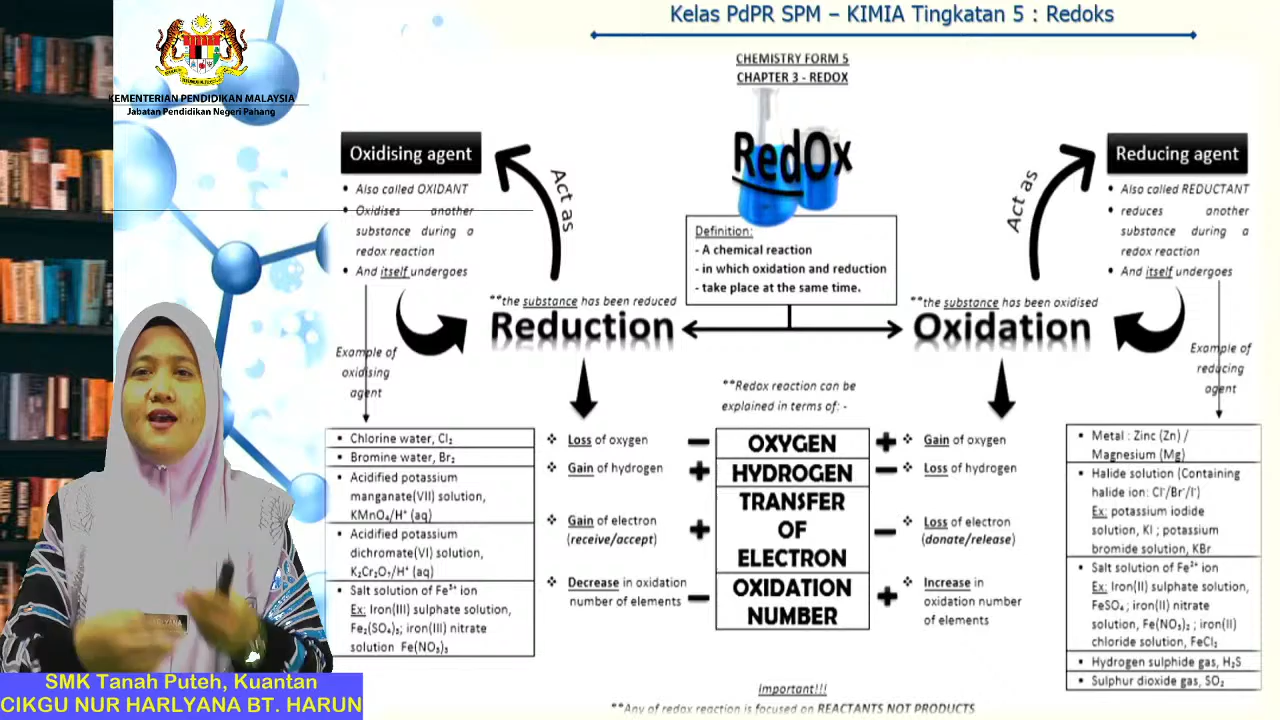 Kelas PdPR SPM – KIMIA Tingkatan 5 : Redoks
KEMENTERIAN PENDIDIKAN MALAYSIA
Jabatan Pendidikan Negeri Pahang
CHEMISTRY FORM 5
CHAPTER 3 - REDOX
RedOx
Definition:
- A chemical reaction
- in which oxidation and reduction
- take place at the same time.
Oxidising agent
• Also called OXIDANT
• Oxidises another
substance during a
redox reaction
• And itself undergoes
Act as
Act as
Reducing agent
• Also called REDUCTANT
• reduces another
substance during a
redox reaction
• And itself undergoes
**the substance has been reduced
Reduction
**the substance has been oxidised
Oxidation
Example of
oxidising
agent
Example of
reducing
agent
**Redox reaction can be
explained in terms of: -
▪ Chlorine water, Cl₂
▪ Bromine water, Br₂
▪ Acidified potassium
manganate(VII) solution,
KMnO₄/H⁺ (aq)
▪ Acidified potassium
dichromate(VI) solution,
K₂Cr₂O₇/H⁺ (aq)
▪ Salt solution of Fe³⁺ ion
Ex: Iron(III) sulphate solution,
Fe₂(SO₄)₃; iron(III) nitrate
solution Fe(NO₃)₃
❖ Loss of oxygen
– OXYGEN +
❖ Gain of oxygen
❖ Gain of hydrogen
+ HYDROGEN –
❖ Loss of hydrogen
❖ Gain of electron
(receive/accept)
+ TRANSFER
OF
ELECTRON –
❖ Loss of electron
(donate/release)
❖ Decrease in oxidation
number of elements
– OXIDATION
NUMBER +
❖ Increase in
oxidation number
of elements
▪ Metal : Zinc (Zn) /
Magnesium (Mg)
▪ Halide solution (Containing
halide ion: Cl⁻/Br⁻/I⁻)
Ex: potassium iodide
solution, KI ; potassium
bromide solution, KBr
▪ Salt solution of Fe²⁺ ion
Ex: Iron(II) sulphate solution,
FeSO₄ ; iron(II) nitrate
solution, Fe(NO₃)₂ ; iron(II)
chloride solution, FeCl₂
▪ Hydrogen sulphide gas, H₂S
▪ Sulphur dioxide gas, SO₂
Important!!!
**Any of redox reaction is focused on REACTANTS NOT PRODUCTS
SMK Tanah Puteh, Kuantan
CIKGU NUR HARLYANA BT. HARUN